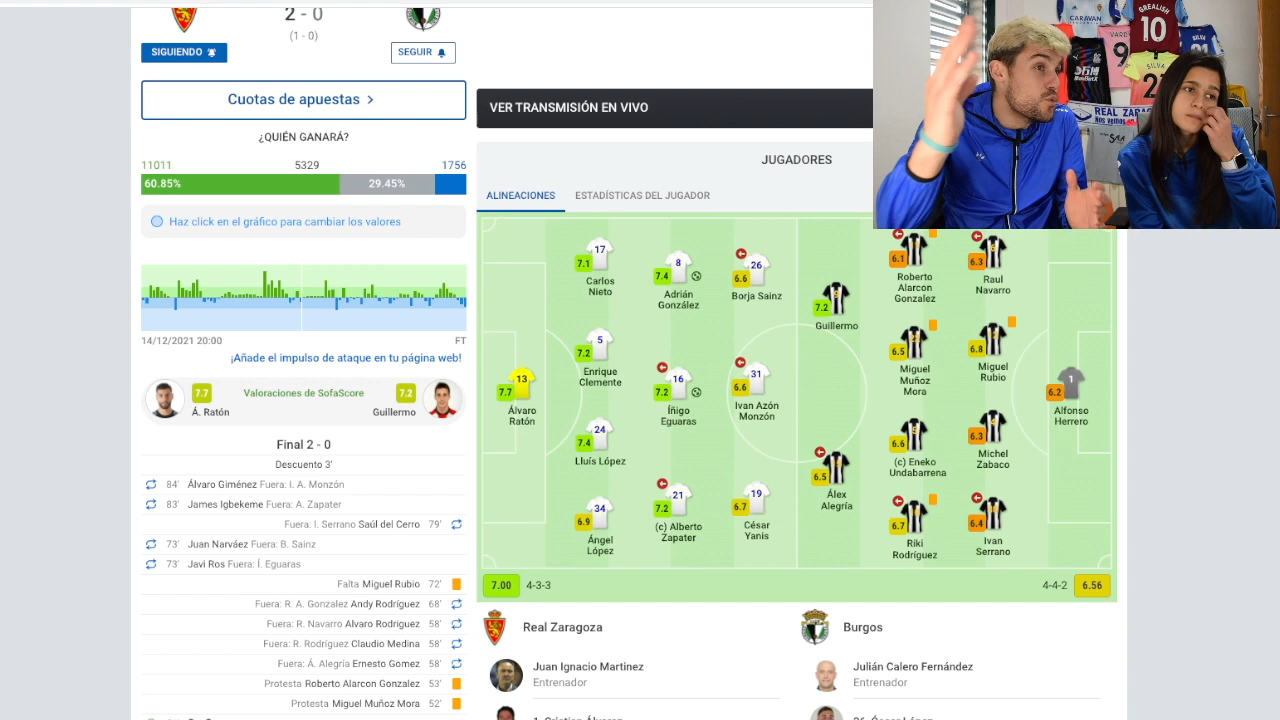 2 - 0
(1 - 0)
SIGUIENDO
SEGUIR
Cuotas de apuestas >
¿QUIÉN GANARÁ?
11011 5329 1756
60.85% 29.45%
Haz click en el gráfico para cambiar los valores
14/12/2021 20:00 FT
¡Añade el impulso de ataque en tu página web!
7.7 Valoraciones de SofaScore 7.2
Á. Ratón Guillermo
Final 2 - 0
Descuento 3'
84' Álvaro Giménez Fuera: I. A. Monzón
83' James Igbekeme Fuera: A. Zapater
Fuera: I. Serrano Saúl del Cerro 79'
73' Juan Narváez Fuera: B. Sainz
73' Javi Ros Fuera: Í. Eguaras
Falta Miguel Rubio 72'
Fuera: R. A. Gonzalez Andy Rodríguez 68'
Fuera: R. Navarro Alvaro Rodriguez 58'
Fuera: R. Rodríguez Claudio Medina 58'
Fuera: Á. Alegría Ernesto Gomez 58'
Protesta Roberto Alarcon Gonzalez 53'
Protesta Miguel Muñoz Mora 52'
VER TRANSMISIÓN EN VIVO
JUGADORES
ALINEACIONES ESTADÍSTICAS DEL JUGADOR
13
7.7
Álvaro
Ratón
17
7.1
Carlos
Nieto
5
7.2
Enrique
Clemente
24
7.4
Lluís López
34
6.9
Ángel
López
8
7.4
Adrián
González
16
7.2
Íñigo
Eguaras
21
7.2
(c) Alberto
Zapater
26
6.6
Borja Sainz
31
6.6
Ivan Azón
Monzón
19
6.7
César
Yanis
7.2
Guillermo
6.5
Álex
Alegría
6.1
Roberto
Alarcon
Gonzalez
6.5
Miguel
Muñoz
Mora
6.6
(c) Eneko
Undabarrena
6.7
Riki
Rodríguez
6.3
Raul
Navarro
6.8
Miguel
Rubio
6.3
Michel
Zabaco
6.4
Ivan
Serrano
1
6.2
Alfonso
Herrero
7.00 4-3-3 4-4-2 6.56
Real Zaragoza Burgos
Juan Ignacio Martinez
Entrenador
Julián Calero Fernández
Entrenador
CARAVAN
GREALISH
10
VARDY
9
SILVA
21
SILVA
REAL ZARA